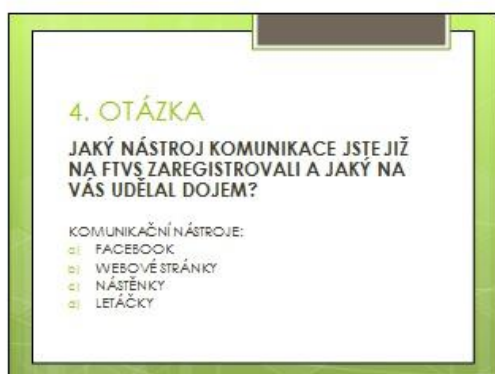 4. OTÁZKA
JAKÝ NÁSTROJ KOMUNIKACE JSTE JIŽ
NA FTVS ZAREGISTROVALI A JAKÝ NA
VÁS UDĚLAL DOJEM?
KOMUNIKAČNÍ NÁSTROJE:
a) FACEBOOK
b) WEBOVÉ STRÁNKY
c) NÁSTĚNKY
d) LETÁČKY